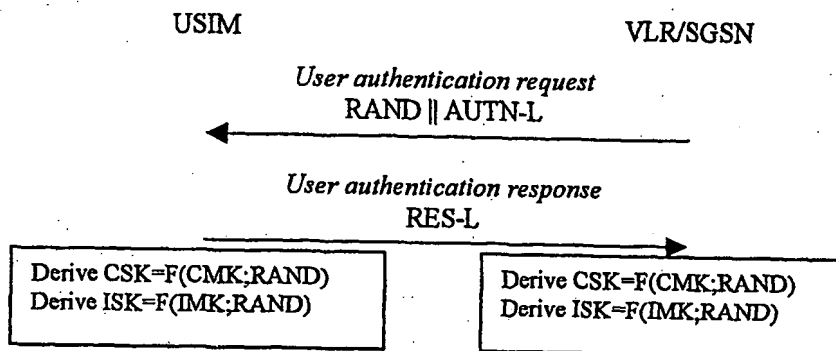 USIM
VLR/SGSN
User authentication request
RAND || AUTN-L
User authentication response
RES-L
Derive CSK=F(CMK;RAND)
Derive ISK=F(IMK;RAND)
Derive CSK=F(CMK;RAND)
Derive ISK=F(IMK;RAND)